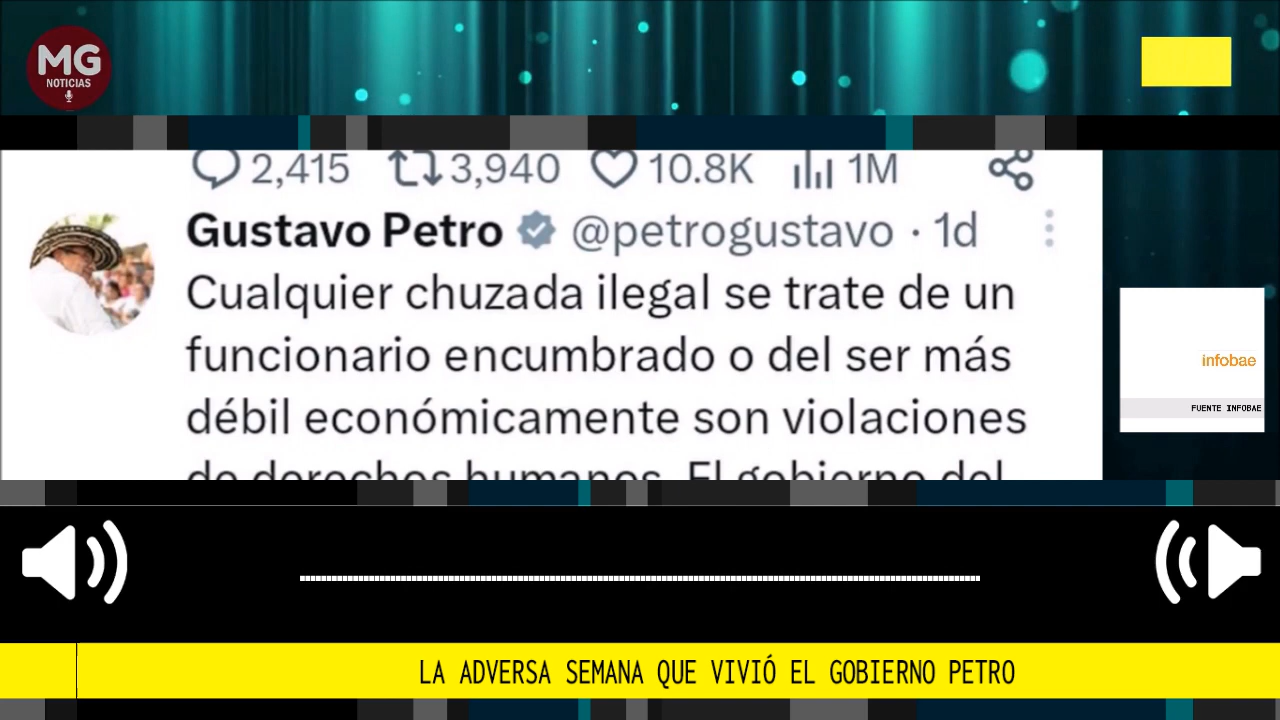 MG
NOTICIAS
2,415 3,940 10.8K 1M
Gustavo Petro @petrogustavo · 1d
Cualquier chuzada ilegal se trate de un
funcionario encumbrado o del ser más
débil económicamente son violaciones
de derechos humanos. El gobierno del
infobae
FUENTE INFOBAE
LA ADVERSA SEMANA QUE VIVIÓ EL GOBIERNO PETRO